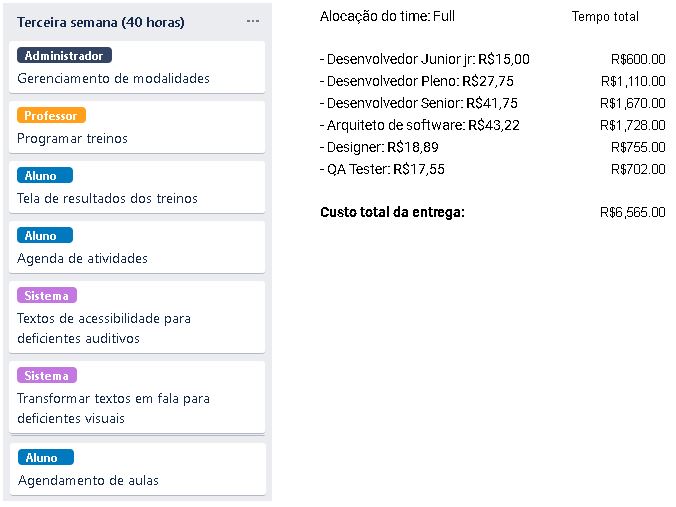 Terceira semana (40 horas)
Administrador
Gerenciamento de modalidades
Professor
Programar treinos
Aluno
Tela de resultados dos treinos
Aluno
Agenda de atividades
Sistema
Textos de acessibilidade para
deficientes auditivos
Sistema
Transformar textos em fala para
deficientes visuais
Aluno
Agendamento de aulas
Alocação do time: Full Tempo total
- Desenvolvedor Junior jr: R$15,00 R$600.00
- Desenvolvedor Pleno: R$27,75 R$1,110.00
- Desenvolvedor Senior: R$41,75 R$1,670.00
- Arquiteto de software: R$43,22 R$1,728.00
- Designer: R$18,89 R$755.00
- QA Tester: R$17,55 R$702.00
Custo total da entrega: R$6,565.00